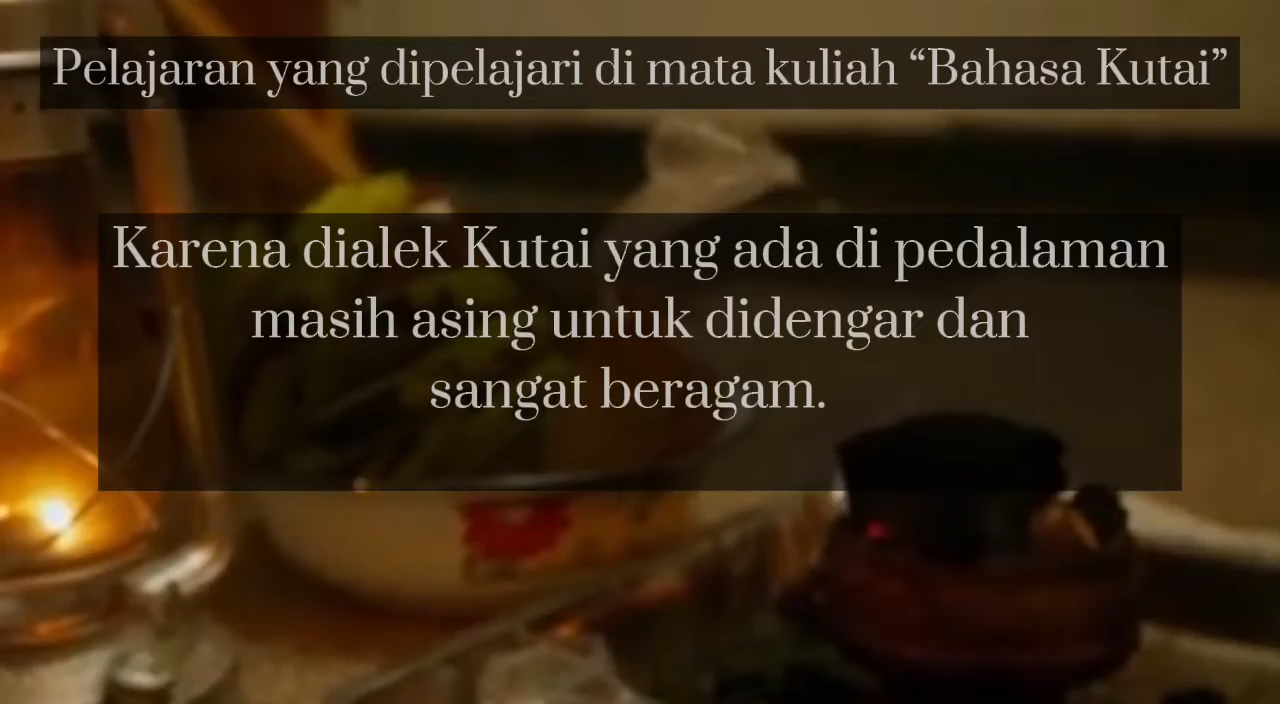 Pelajaran yang dipelajari di mata kuliah “Bahasa Kutai”
Karena dialek Kutai yang ada di pedalaman
masih asing untuk didengar dan
sangat beragam.